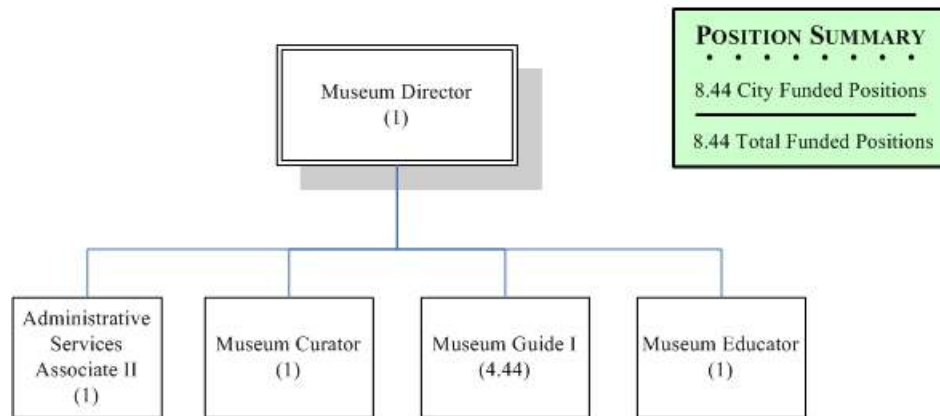 POSITION SUMMARY
8.44 City Funded Positions
8.44 Total Funded Positions
Museum Director
(1)
Administrative
Services
Associate II
(1)
Museum Curator
(1)
Museum Guide I
(4.44)
Museum Educator
(1)